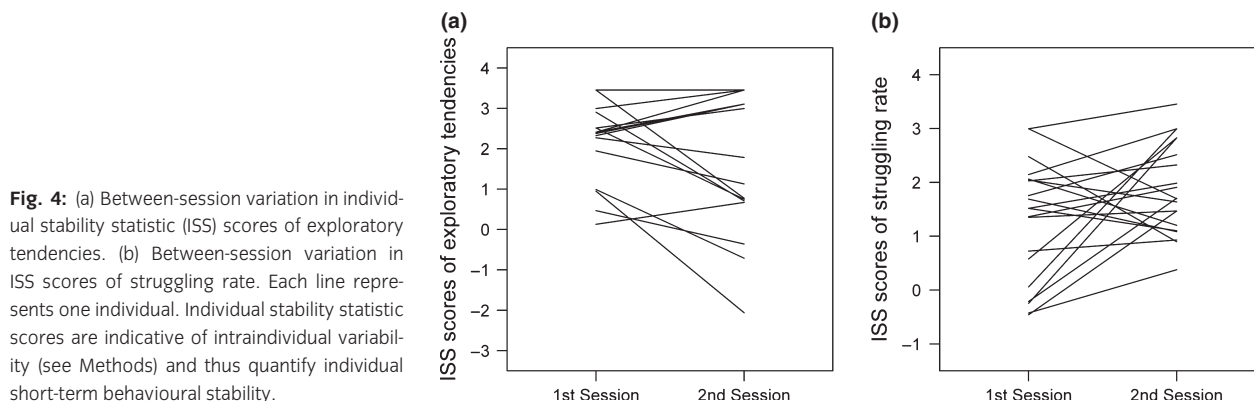 Fig. 4: (a) Between-session variation in individ-
ual stability statistic (ISS) scores of exploratory
tendencies. (b) Between-session variation in
ISS scores of struggling rate. Each line repre-
sents one individual. Individual stability statistic
scores are indicative of intraindividual variabil-
ity (see Methods) and thus quantify individual
short-term behavioural stability.
(a)
ISS scores of exploratory tendencies
4
3
2
1
0
−1
−2
−3
1st Session 2nd Session
(b)
ISS scores of struggling rate
4
3
2
1
0
−1
1st Session 2nd Session